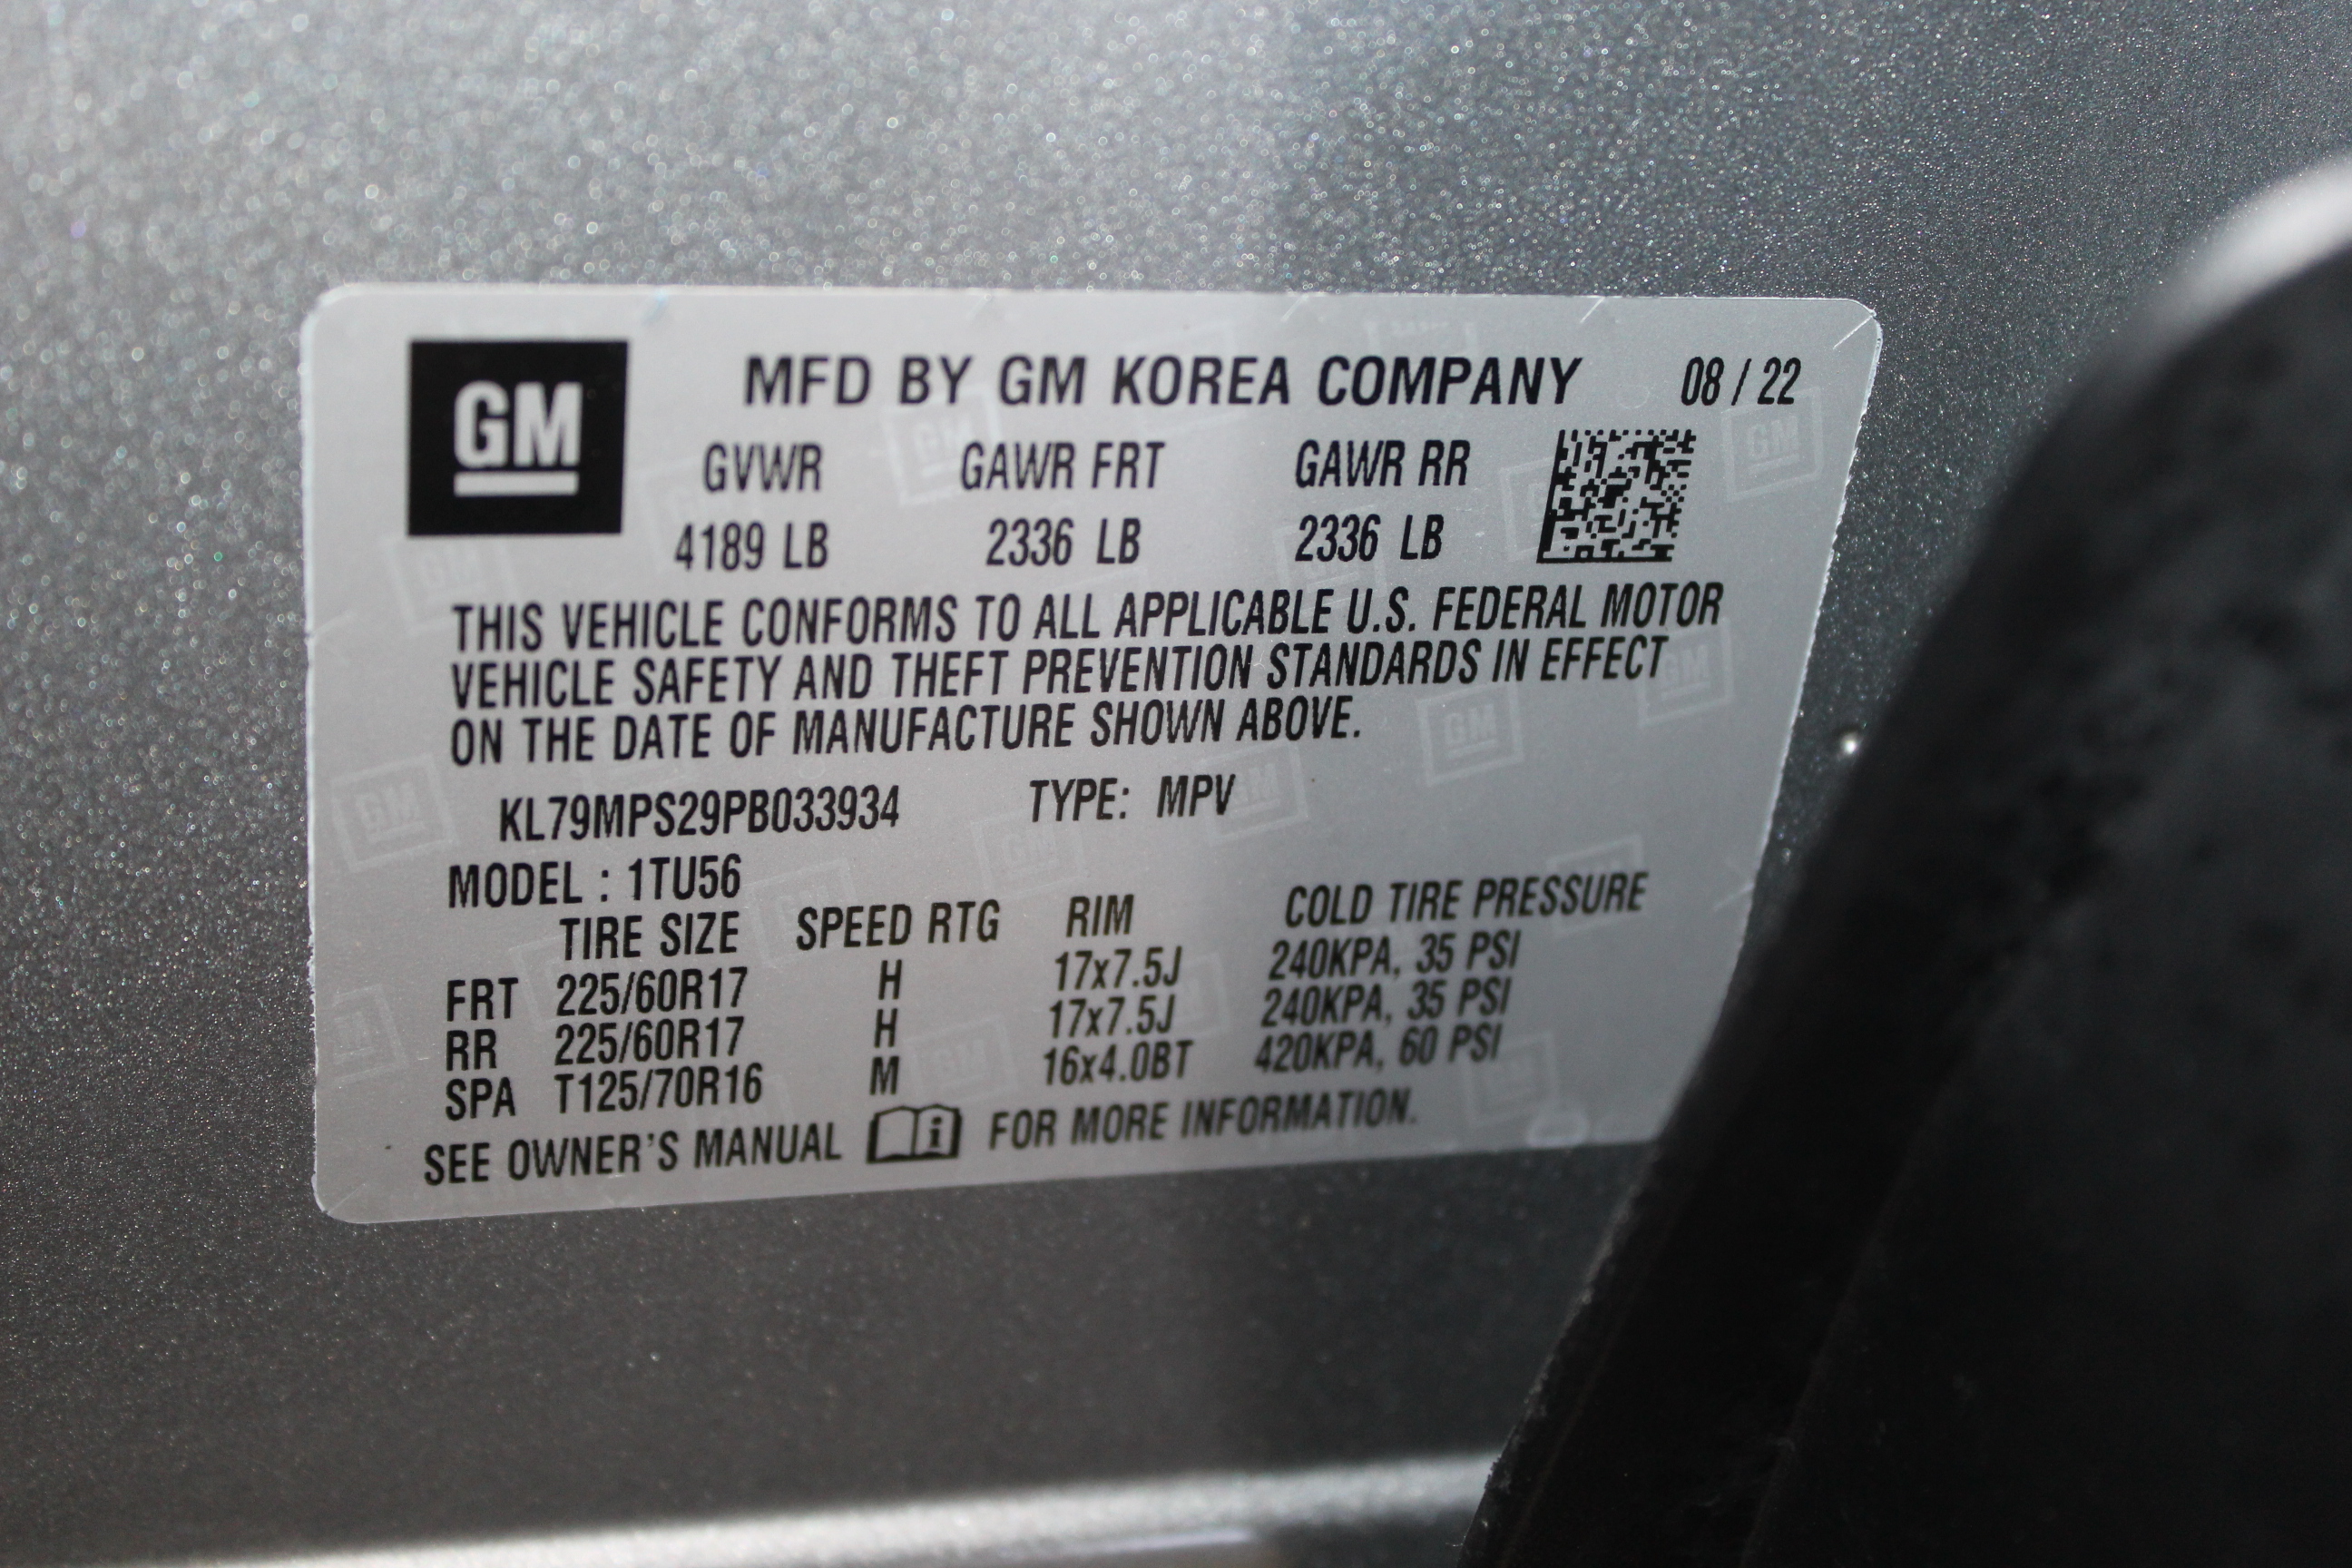 GM
MFD BY GM KOREA COMPANY 08 / 22
GVWR GAWR FRT GAWR RR
4189 LB 2336 LB 2336 LB
THIS VEHICLE CONFORMS TO ALL APPLICABLE U.S. FEDERAL MOTOR
VEHICLE SAFETY AND THEFT PREVENTION STANDARDS IN EFFECT
ON THE DATE OF MANUFACTURE SHOWN ABOVE.
KL79MPS29PB033934 TYPE: MPV
MODEL : 1TU56
TIRE SIZE SPEED RTG RIM COLD TIRE PRESSURE
FRT 225/60R17 H 17x7.5J 240KPA, 35 PSI
RR 225/60R17 H 17x7.5J 240KPA, 35 PSI
SPA T125/70R16 M 16x4.0BT 420KPA, 60 PSI
SEE OWNER'S MANUAL i FOR MORE INFORMATION.